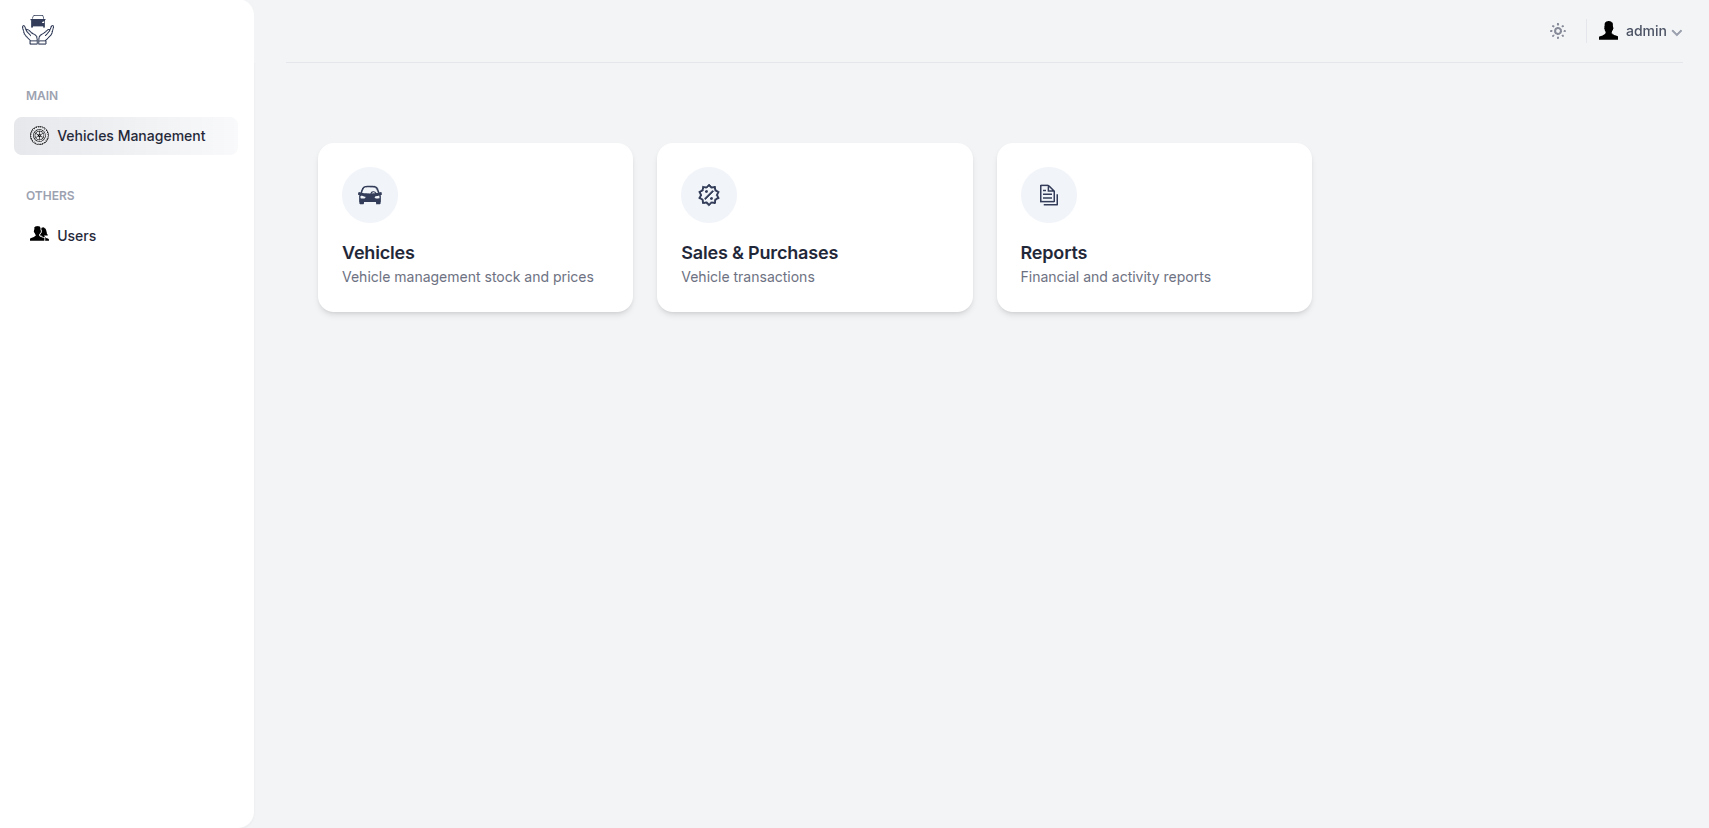 admin
MAIN
Vehicles Management
OTHERS
Users
Vehicles
Vehicle management stock and prices
Sales & Purchases
Vehicle transactions
Reports
Financial and activity reports